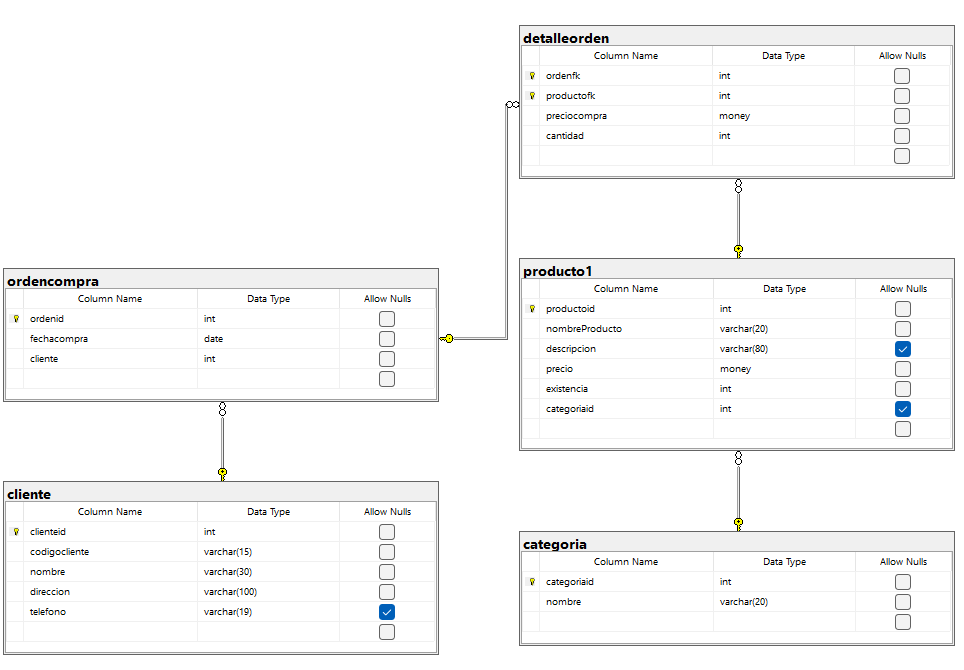 detalleorden
Column Name Data Type Allow Nulls
ordenfk int
productofk int
preciocompra money
cantidad int
producto1
Column Name Data Type Allow Nulls
productoid int
nombreProducto varchar(20)
descripcion varchar(80)
precio money
existencia int
categoriaid int
ordencompra
Column Name Data Type Allow Nulls
ordenid int
fechacompra date
cliente int
cliente
Column Name Data Type Allow Nulls
clienteid int
codigocliente varchar(15)
nombre varchar(30)
direccion varchar(100)
telefono varchar(19)
categoria
Column Name Data Type Allow Nulls
categoriaid int
nombre varchar(20)